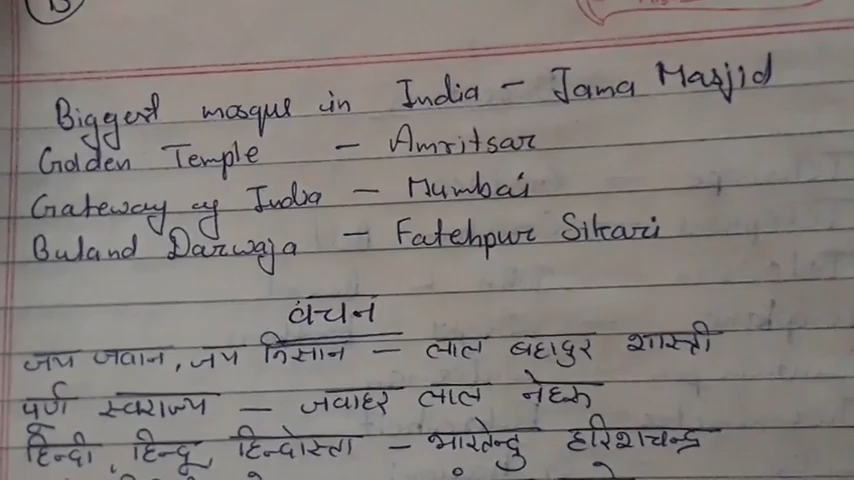 Biggest mosque in India - Jama Masjid
Golden Temple - Amritsar
Gateway of India - Mumbai
Buland Darwaja - Fatehpur Sikari
वचन
जय जवान, जय किसान - लाल बहादुर शास्त्री
पूर्ण स्वराज्य - जवाहर लाल नेहरू
हिन्दी, हिन्दू, हिन्दोस्ता - भारतेन्दु हरिशचन्द्र